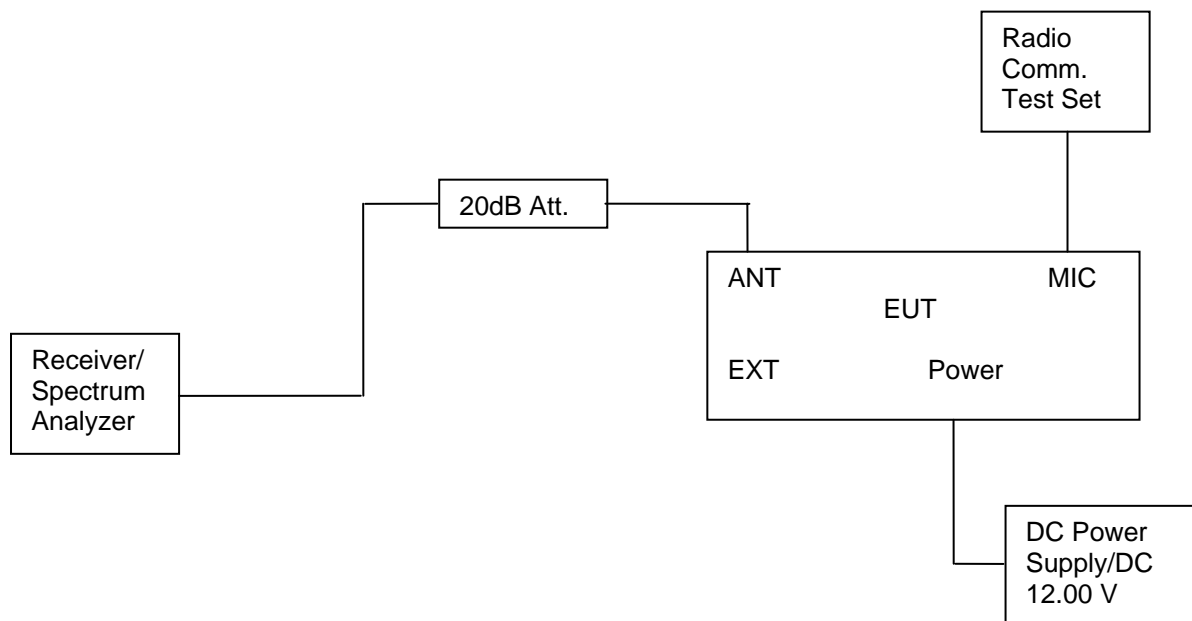 Radio
Comm.
Test Set
20dB Att.
ANT
MIC
EUT
Receiver/
Spectrum
Analyzer
EXT
Power
DC Power
Supply/DC
12.00 V